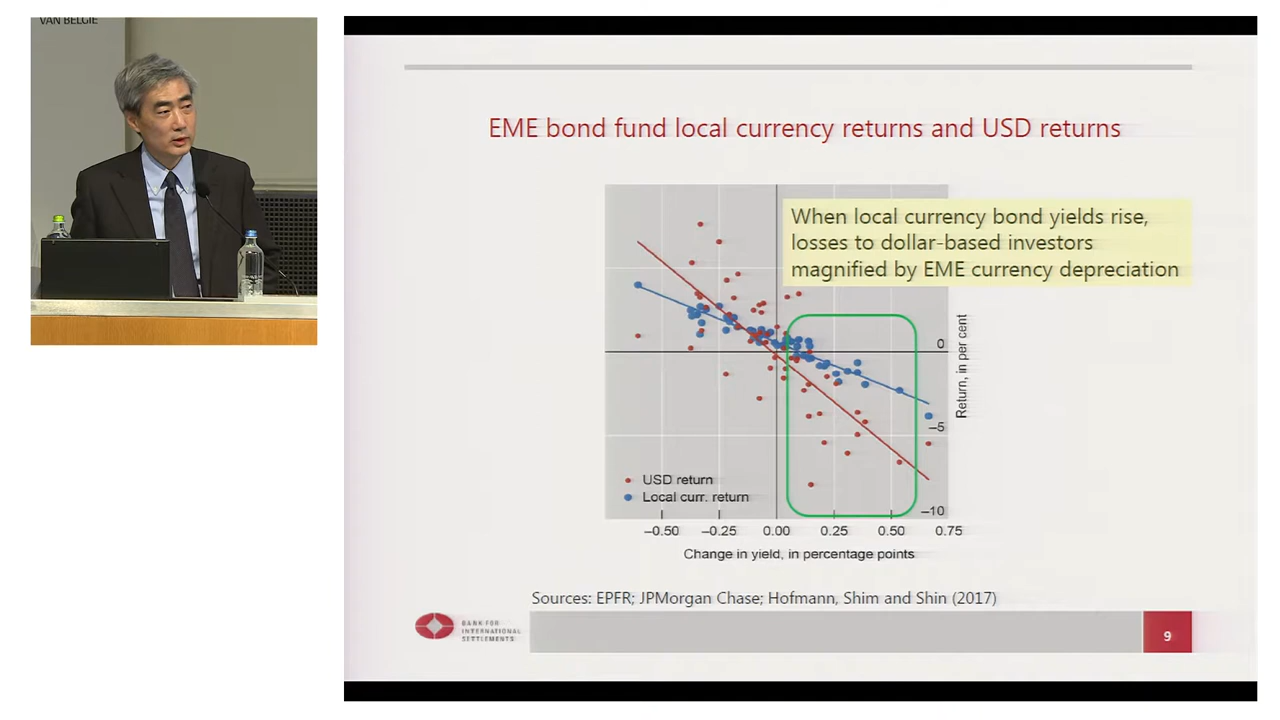 VAN BELGIE
EME bond fund local currency returns and USD returns
When local currency bond yields rise,
losses to dollar-based investors
magnified by EME currency depreciation
0
–5
–10
Return, in per cent
USD return
Local curr. return
–0.50 –0.25 0.00 0.25 0.50 0.75
Change in yield, in percentage points
Sources: EPFR; JPMorgan Chase; Hofmann, Shim and Shin (2017)
BANK FOR
INTERNATIONAL
SETTLEMENTS
9